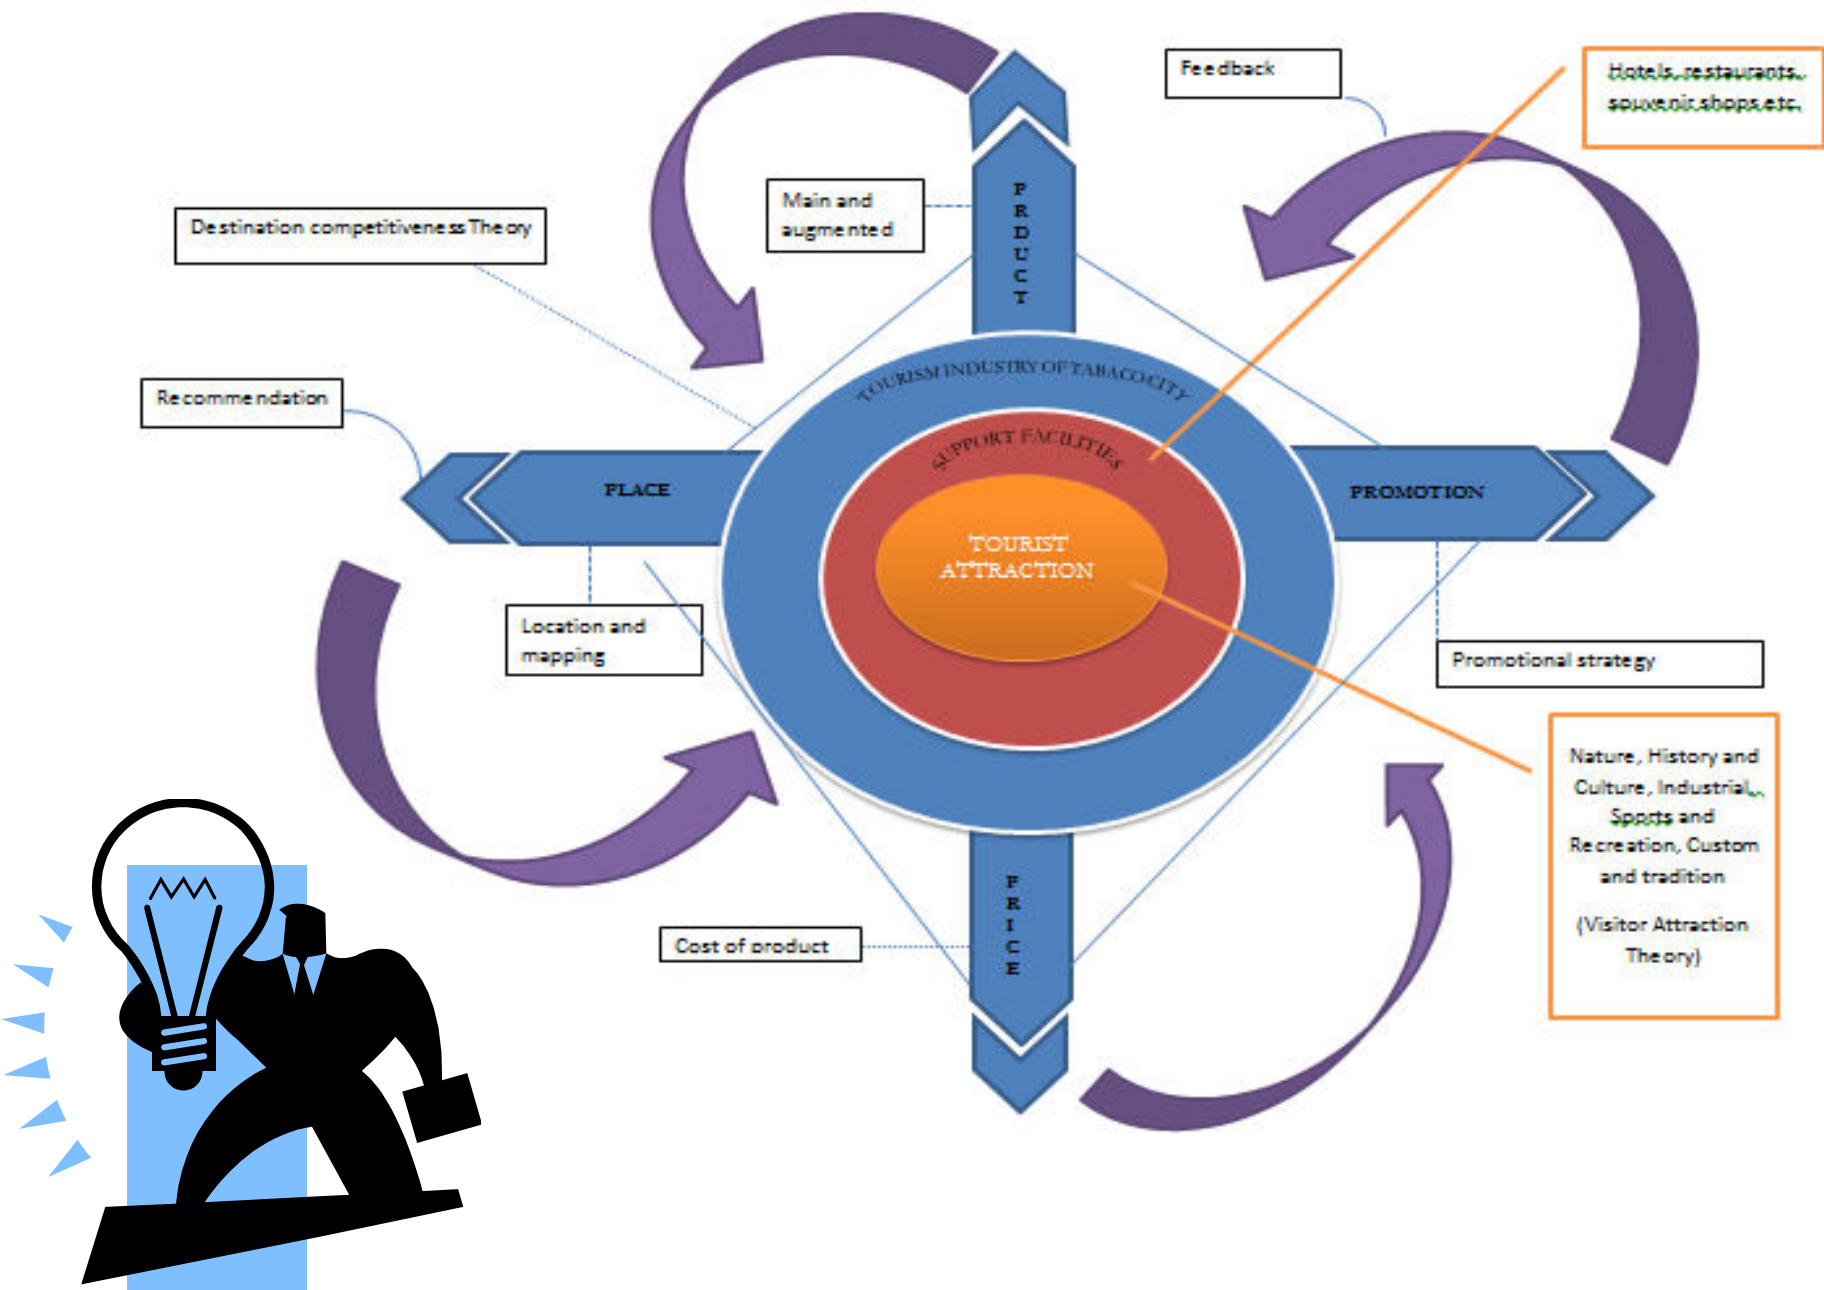 Feedback
Hotels, restaurants,
souvenir shops etc.
Main and
augmented
PRDUCT
Destination competitiveness Theory
TOURISM INDUSTRY OF TABACO CITY
Recommendation
SUPPORT FACILITIES
PLACE
PROMOTION
TOURIST
ATTRACTION
Location and
mapping
Promotional strategy
Nature, History and
Culture, Industrial,
Sports and
Recreation, Custom
and tradition
(Visitor Attraction
Theory)
PRICE
Cost of product